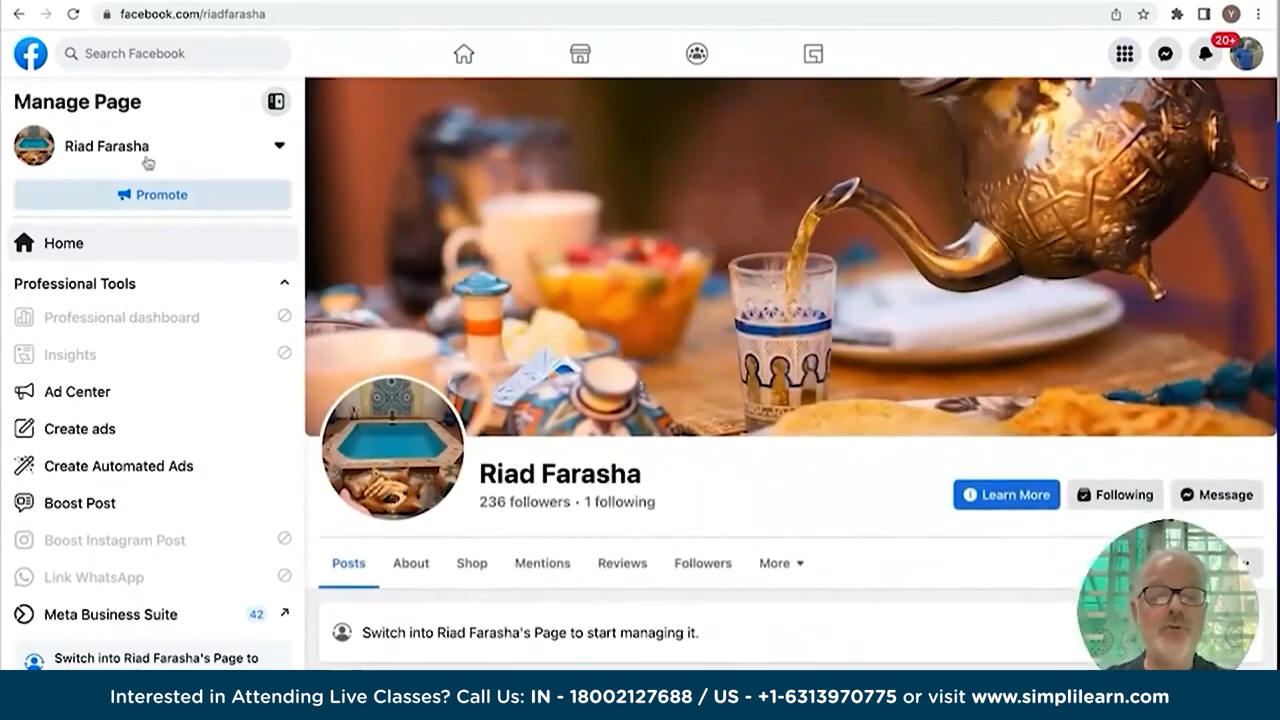 facebook.com/riadfarasha
Y
Search Facebook
20+
Manage Page
Riad Farasha
Promote
Home
Professional Tools
Professional dashboard
Insights
Ad Center
Create ads
Create Automated Ads
Boost Post
Boost Instagram Post
Link WhatsApp
Meta Business Suite 42
Switch into Riad Farasha's Page to
Riad Farasha
236 followers • 1 following
Learn More
Following
Message
Posts About Shop Mentions Reviews Followers More
Switch into Riad Farasha's Page to start managing it.
Interested in Attending Live Classes? Call Us: IN - 18002127688 / US - +1-6313970775 or visit www.simplilearn.com